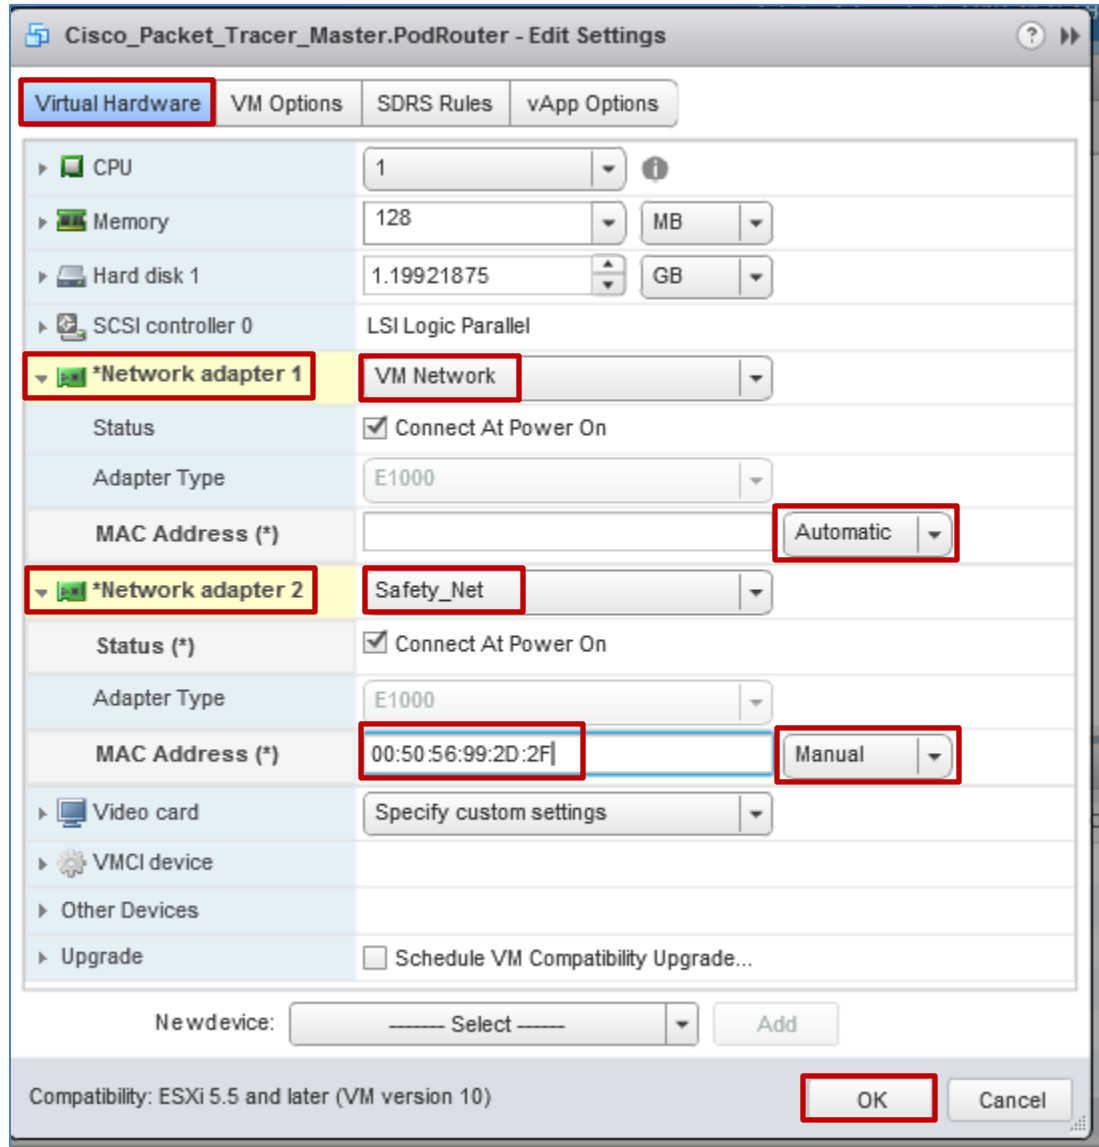 Cisco_Packet_Tracer_Master.PodRouter - Edit Settings ?
Virtual Hardware VM Options SDRS Rules vApp Options
CPU 1
Memory 128 MB
Hard disk 1 1.19921875 GB
SCSI controller 0 LSI Logic Parallel
*Network adapter 1 VM Network
Status Connect At Power On
Adapter Type E1000
MAC Address (*) Automatic
*Network adapter 2 Safety_Net
Status (*) Connect At Power On
Adapter Type E1000
MAC Address (*) 00:50:56:99:2D:2F Manual
Video card Specify custom settings
VMCI device
Other Devices
Upgrade Schedule VM Compatibility Upgrade...
New device: ------- Select ------ Add
Compatibility: ESXi 5.5 and later (VM version 10) OK Cancel